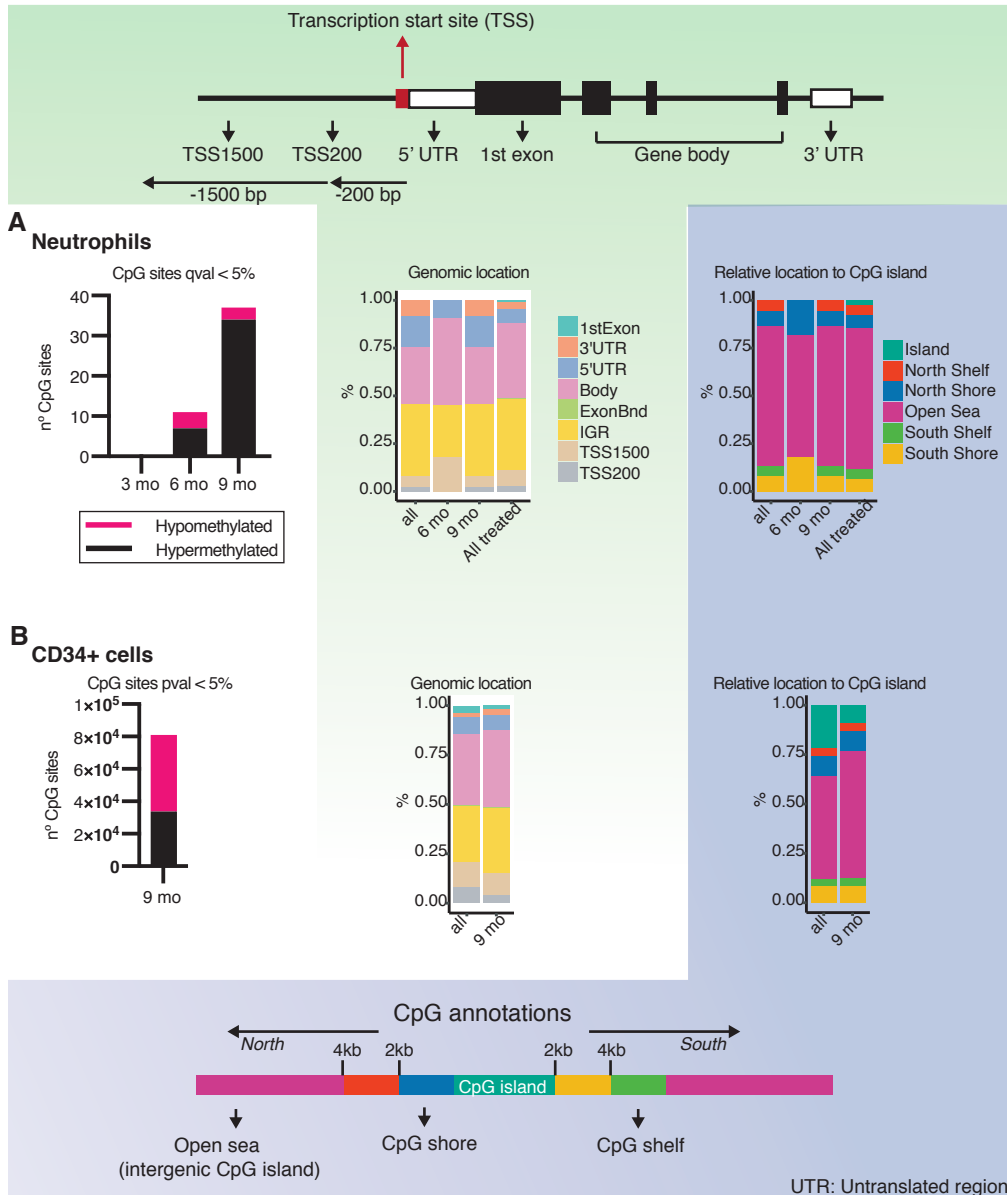 Transcription start site (TSS)
TSS1500 TSS200 5’ UTR 1st exon Gene body 3’ UTR
-1500 bp -200 bp
A
Neutrophils
CpG sites qval < 5%
nº CpG sites
40
30
20
10
0
3 mo 6 mo 9 mo
Hypomethylated
Hypermethylated
Genomic location
%
1.00
0.75
0.50
0.25
0.00
all 6 mo 9 mo All treated
1stExon
3'UTR
5'UTR
Body
ExonBnd
IGR
TSS1500
TSS200
Relative location to CpG island
%
1.00
0.75
0.50
0.25
0.00
all 6 mo 9 mo All treated
Island
North Shelf
North Shore
Open Sea
South Shelf
South Shore
B
CD34+ cells
CpG sites pval < 5%
nº CpG sites
1×10⁵
8×10⁴
6×10⁴
4×10⁴
2×10⁴
0
9 mo
Genomic location
%
1.00
0.75
0.50
0.25
0.00
all 9 mo
Relative location to CpG island
%
1.00
0.75
0.50
0.25
0.00
all 9 mo
CpG annotations
North South
4kb 2kb 2kb 4kb
CpG island
Open sea
(intergenic CpG island)
CpG shore
CpG shelf
UTR: Untranslated region